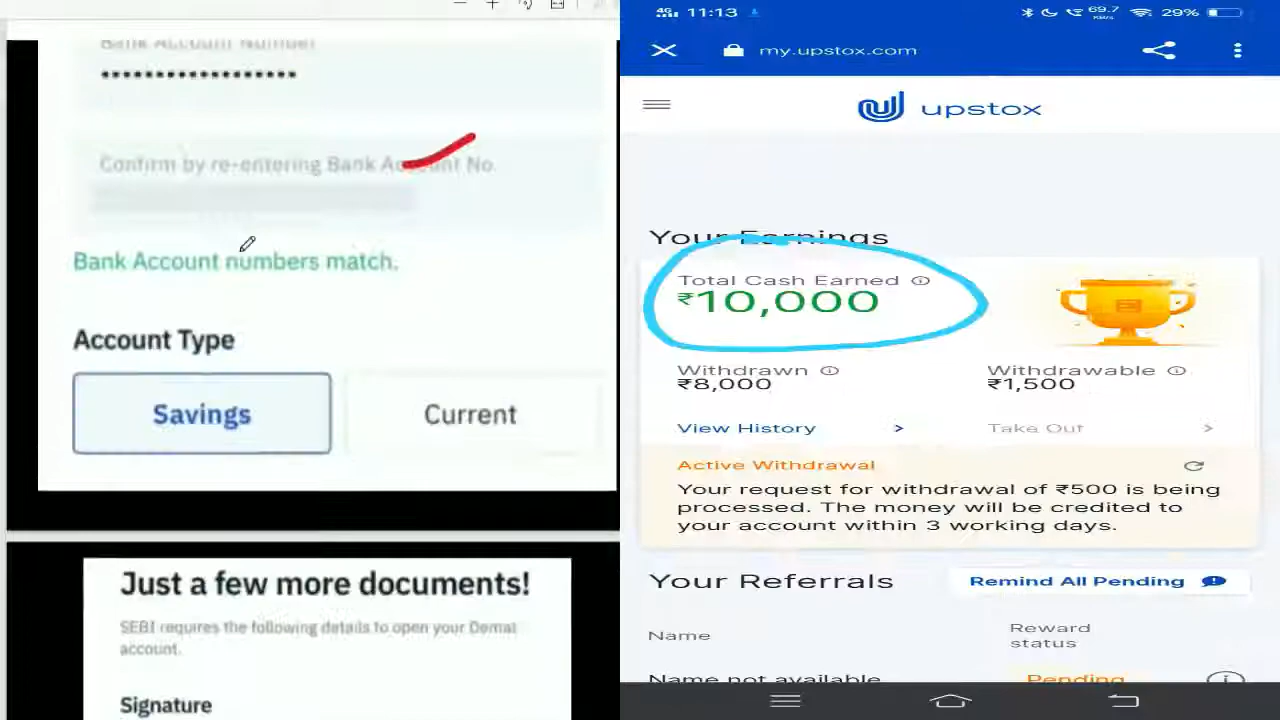 Bank Account Number
•••••••••••••••••
Confirm by re-entering Bank Account No.
Bank Account numbers match.
Account Type
Savings
Current
Just a few more documents!
SEBI requires the following details to open your Demat
account.
Signature
4G 11:13 69.7 KB/s 29%
my.upstox.com
upstox
Your Earnings
Total Cash Earned
₹10,000
Withdrawn
₹8,000
Withdrawable
₹1,500
View History >
Take Out >
Active Withdrawal
Your request for withdrawal of ₹500 is being
processed. The money will be credited to
your account within 3 working days.
Your Referrals
Remind All Pending
Name
Reward
status
Name not available
Pending